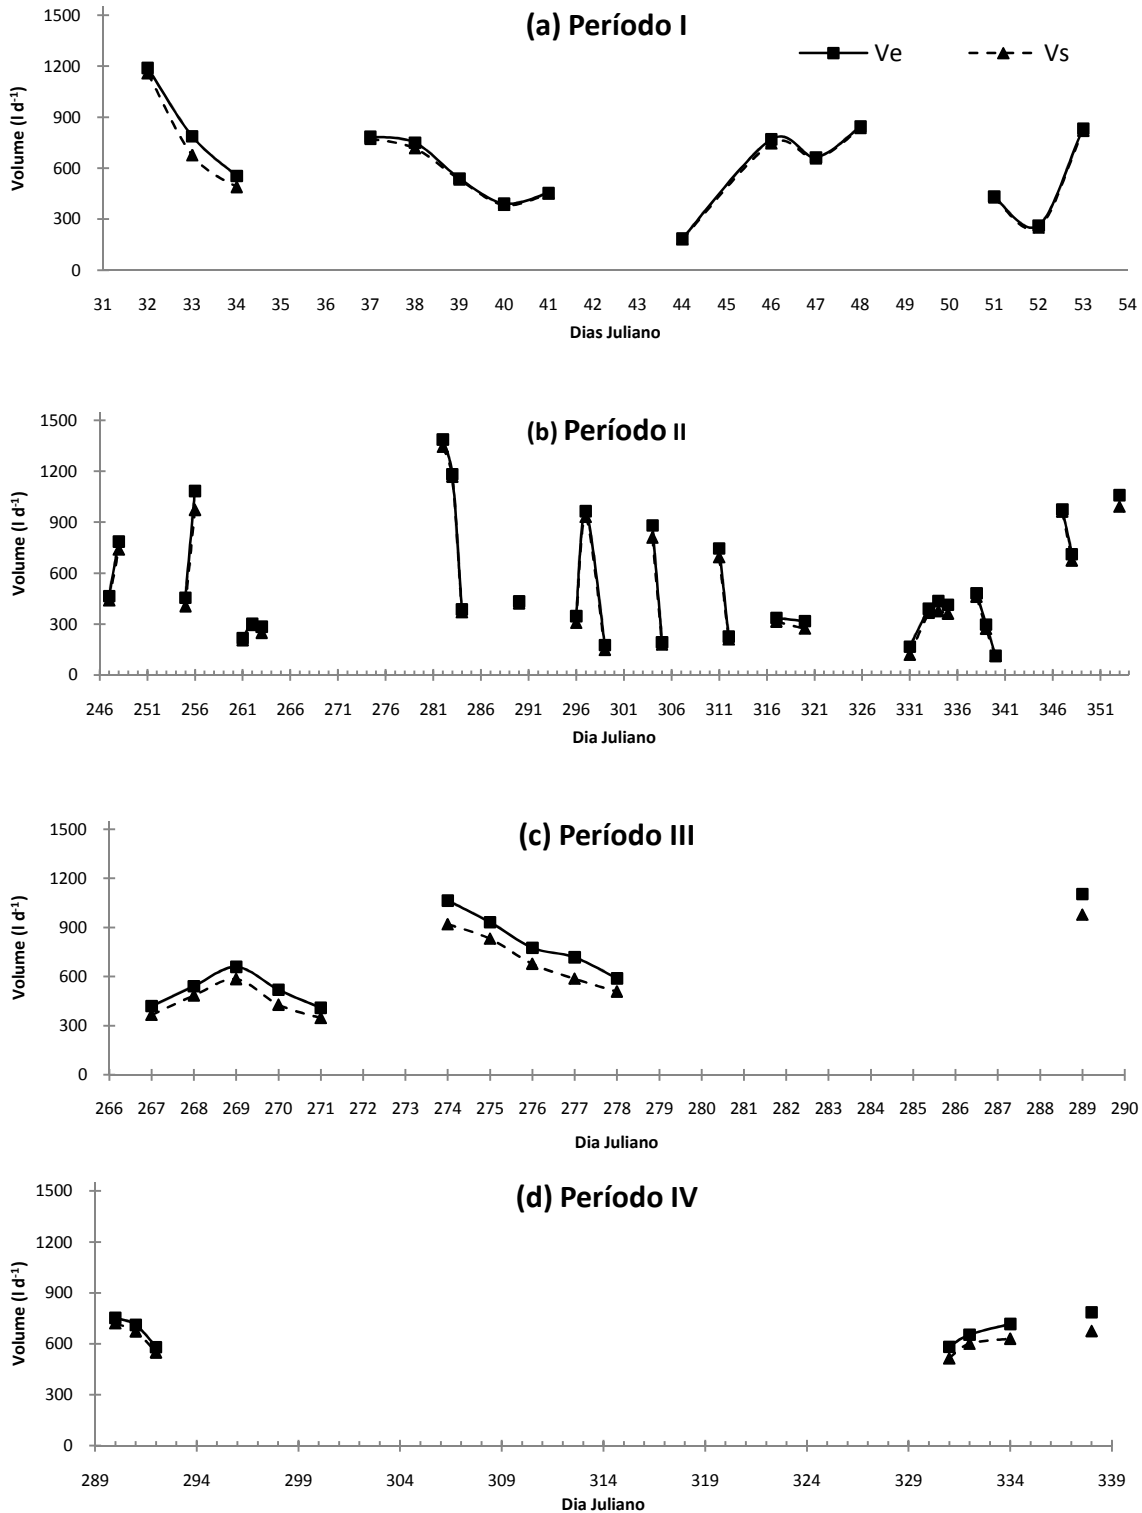 (a) Período I
Ve Vs
1500
1200
900
600
300
0
Volume (l d-1)
31 32 33 34 35 36 37 38 39 40 41 42 43 44 45 46 47 48 49 50 51 52 53 54
Dias Juliano
(b) Período II
1500
1200
900
600
300
0
Volume (l d-1)
246 251 256 261 266 271 276 281 286 291 296 301 306 311 316 321 326 331 336 341 346 351
Dia Juliano
(c) Período III
1500
1200
900
600
300
0
Volume (l d-1)
266 267 268 269 270 271 272 273 274 275 276 277 278 279 280 281 282 283 284 285 286 287 288 289 290
Dia Juliano
(d) Período IV
1500
1200
900
600
300
0
Volume (l d-1)
289 294 299 304 309 314 319 324 329 334 339
Dia Juliano